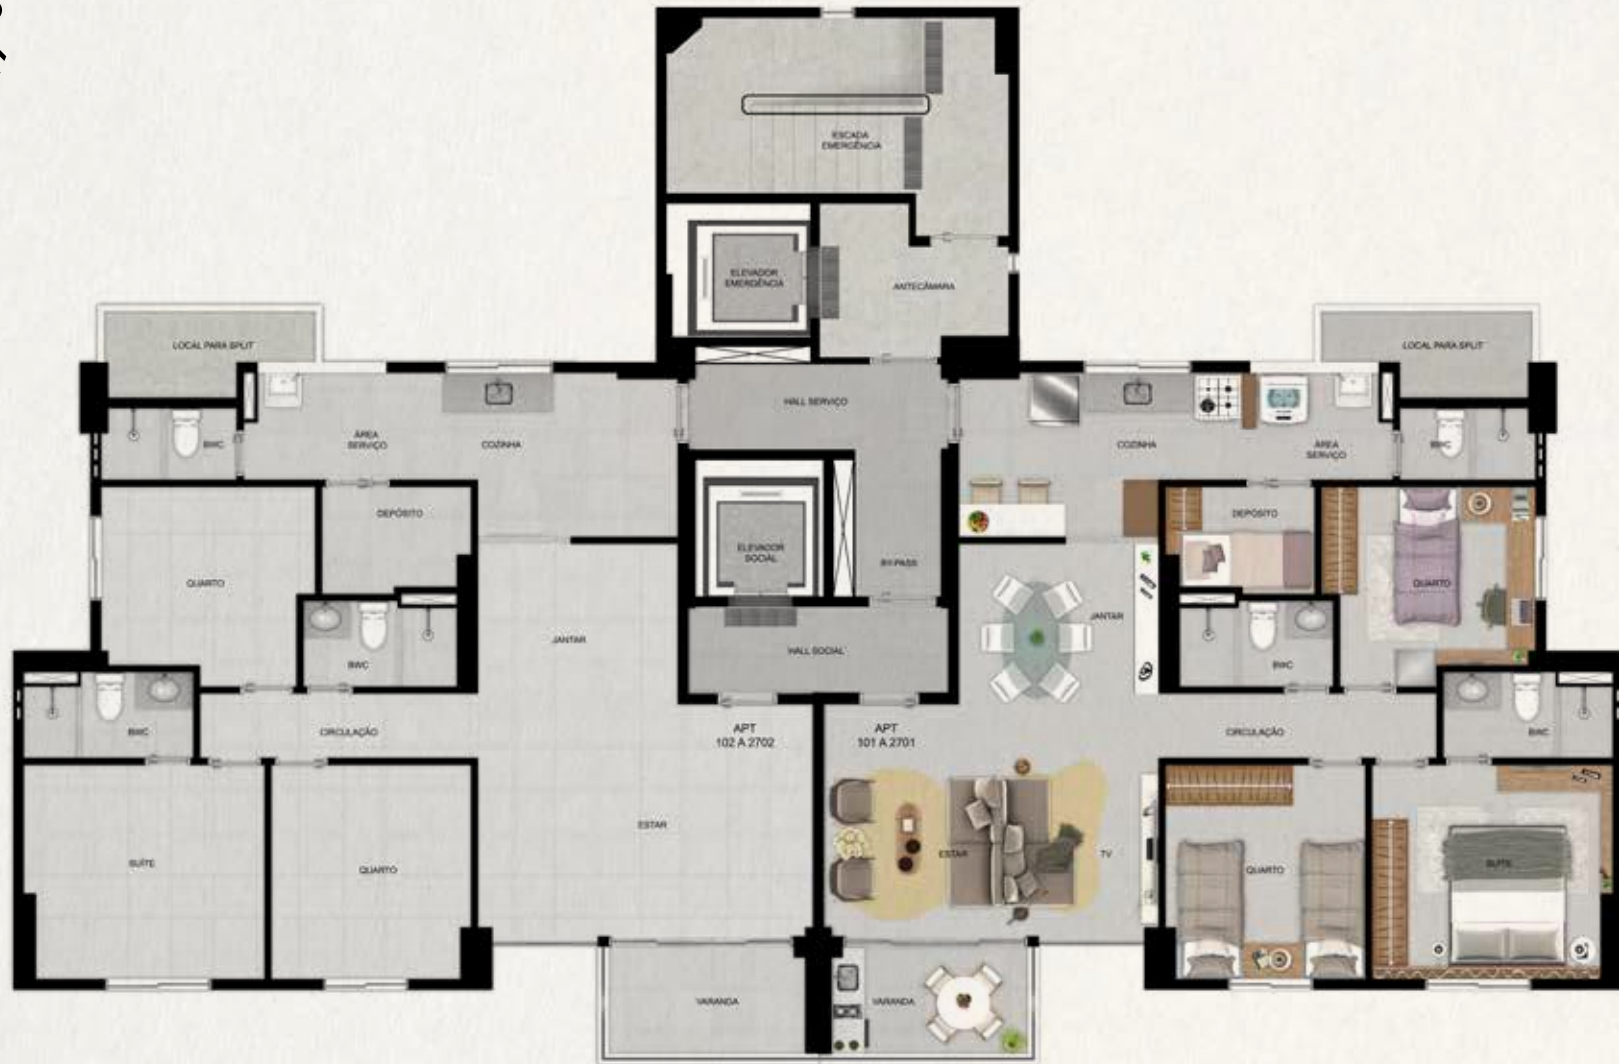 ESCADA
EMERGÊNCIA
ELEVADOR
EMERGÊNCIA
ANTECÂMARA
LOCAL PARA SPLIT
LOCAL PARA SPLIT
HALL SERVIÇO
BWC
ÁREA
SERVIÇO
COZINHA
COZINHA
ÁREA
SERVIÇO
BWC
DEPÓSITO
ELEVADOR
SOCIAL
BY-PASS
DEPÓSITO
QUARTO
QUARTO
JANTAR
JANTAR
BWC
HALL SOCIAL
BWC
BWC
CIRCULAÇÃO
APT
102 A 2702
APT
101 A 2701
CIRCULAÇÃO
BWC
ESTAR
ESTAR
TV
SUÍTE
QUARTO
QUARTO
SUÍTE
VARANDA
VARANDA